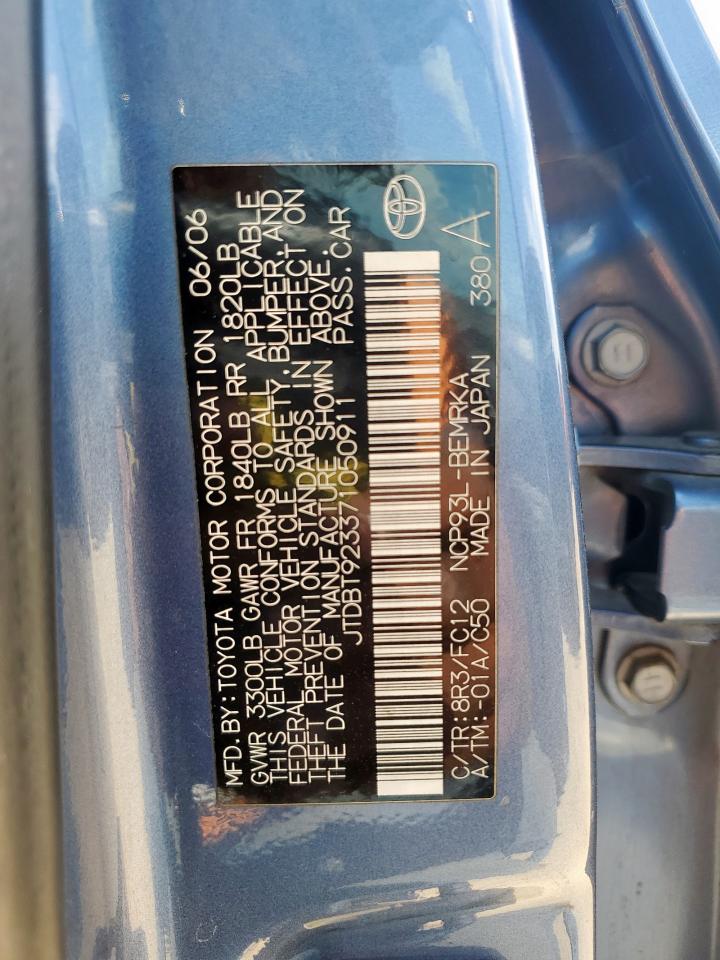 MFD.BY:TOYOTA MOTOR CORPORATION 06/06
GVWR 3300LB GAWR FR 1840LB RR 1820LB
THIS VEHICLE CONFORMS TO ALL APPLICABLE
FEDERAL MOTOR VEHICLE SAFETY, BUMPER, AND
THEFT PREVENTION STANDARDS IN EFFECT ON
THE DATE OF MANUFACTURE SHOWN ABOVE.
JTDBT923371050911 PASS.CAR
C/TR:8R3/FC12 NCP93L-BEMRKA 380A
A/TM:-01A/C50 MADE IN JAPAN